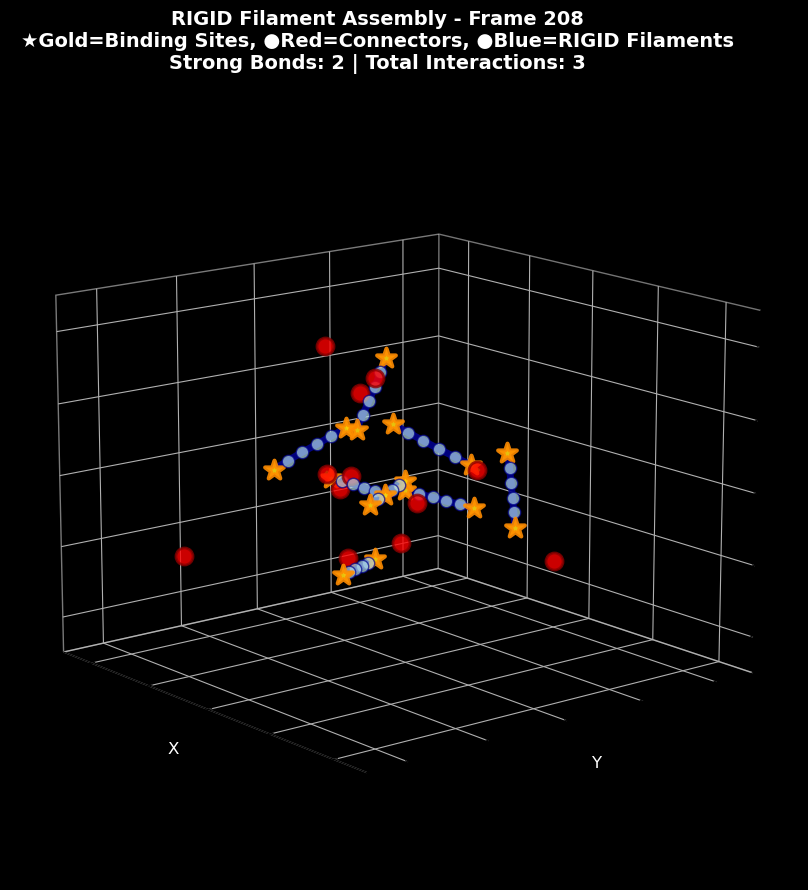 RIGID Filament Assembly - Frame 208
★Gold=Binding Sites, ●Red=Connectors, ●Blue=RIGID Filaments
Strong Bonds: 2 | Total Interactions: 3
X
Y